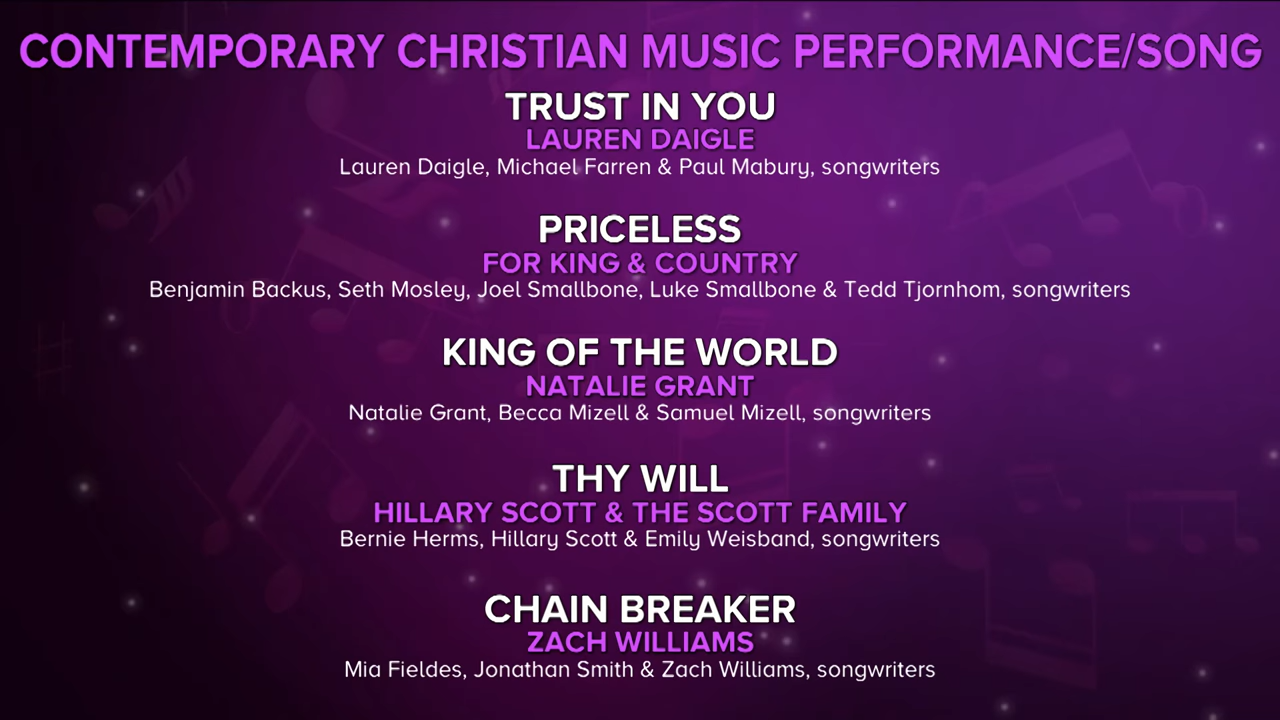 CONTEMPORARY CHRISTIAN MUSIC PERFORMANCE/SONG
TRUST IN YOU
LAUREN DAIGLE
Lauren Daigle, Michael Farren & Paul Mabury, songwriters
PRICELESS
FOR KING & COUNTRY
Benjamin Backus, Seth Mosley, Joel Smallbone, Luke Smallbone & Tedd Tjornhom, songwriters
KING OF THE WORLD
NATALIE GRANT
Natalie Grant, Becca Mizell & Samuel Mizell, songwriters
THY WILL
HILLARY SCOTT & THE SCOTT FAMILY
Bernie Herms, Hillary Scott & Emily Weisband, songwriters
CHAIN BREAKER
ZACH WILLIAMS
Mia Fieldes, Jonathan Smith & Zach Williams, songwriters